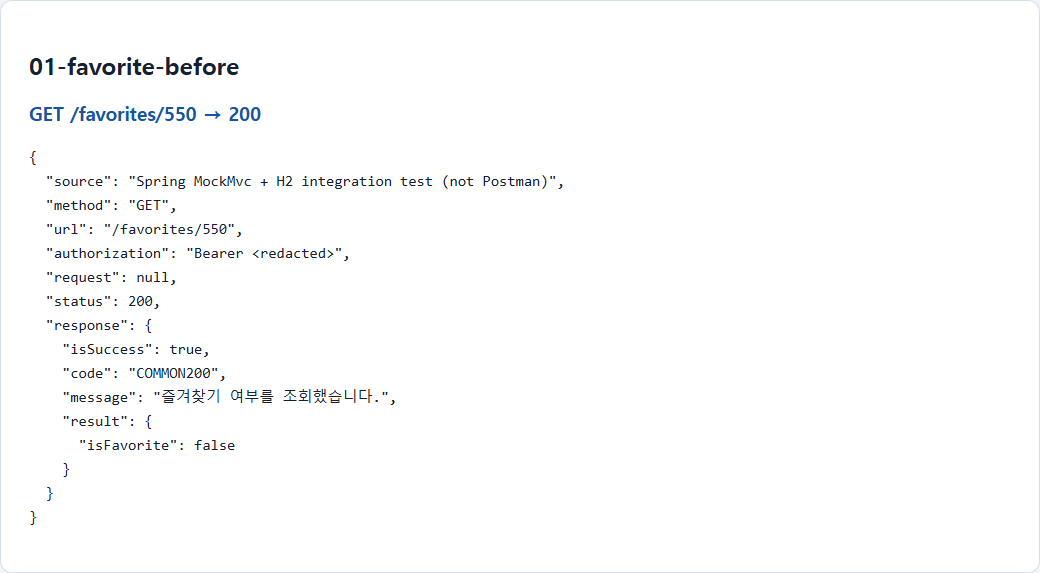 01-favorite-before
GET /favorites/550 → 200
{
  "source": "Spring MockMvc + H2 integration test (not Postman)",
  "method": "GET",
  "url": "/favorites/550",
  "authorization": "Bearer <redacted>",
  "request": null,
  "status": 200,
  "response": {
    "isSuccess": true,
    "code": "COMMON200",
    "message": "즐겨찾기 여부를 조회했습니다.",
    "result": {
      "isFavorite": false
    }
  }
}